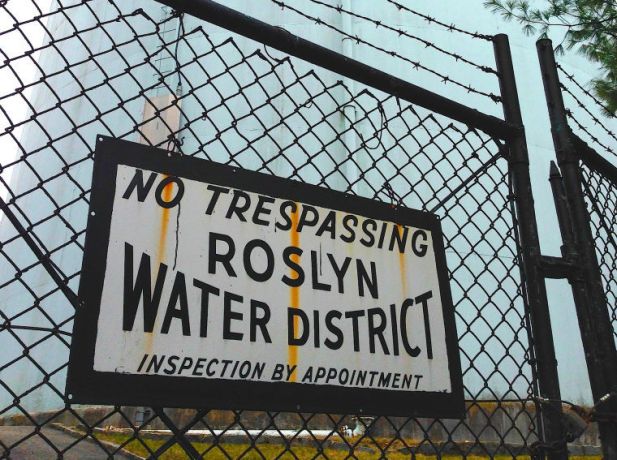 NO TRESPASSING
ROSLYN
WATER DISTRICT
INSPECTION BY APPOINTMENT